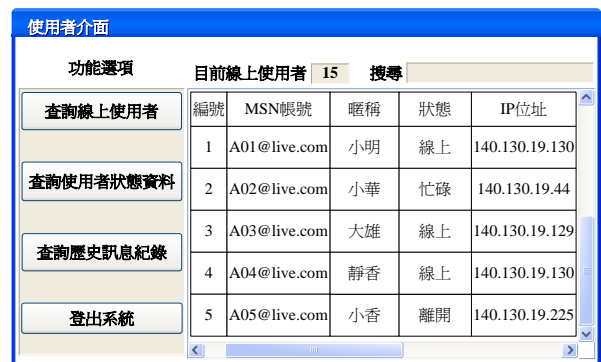 使用者介面
功能選項
目前線上使用者 15 搜尋
查詢線上使用者
查詢使用者狀態資料
查詢歷史訊息紀錄
登出系統
編號 MSN帳號 暱稱 狀態 IP位址
1 A01@live.com 小明 線上 140.130.19.130
2 A02@live.com 小華 忙碌 140.130.19.44
3 A03@live.com 大雄 線上 140.130.19.129
4 A04@live.com 靜香 線上 140.130.19.130
5 A05@live.com 小香 離開 140.130.19.225